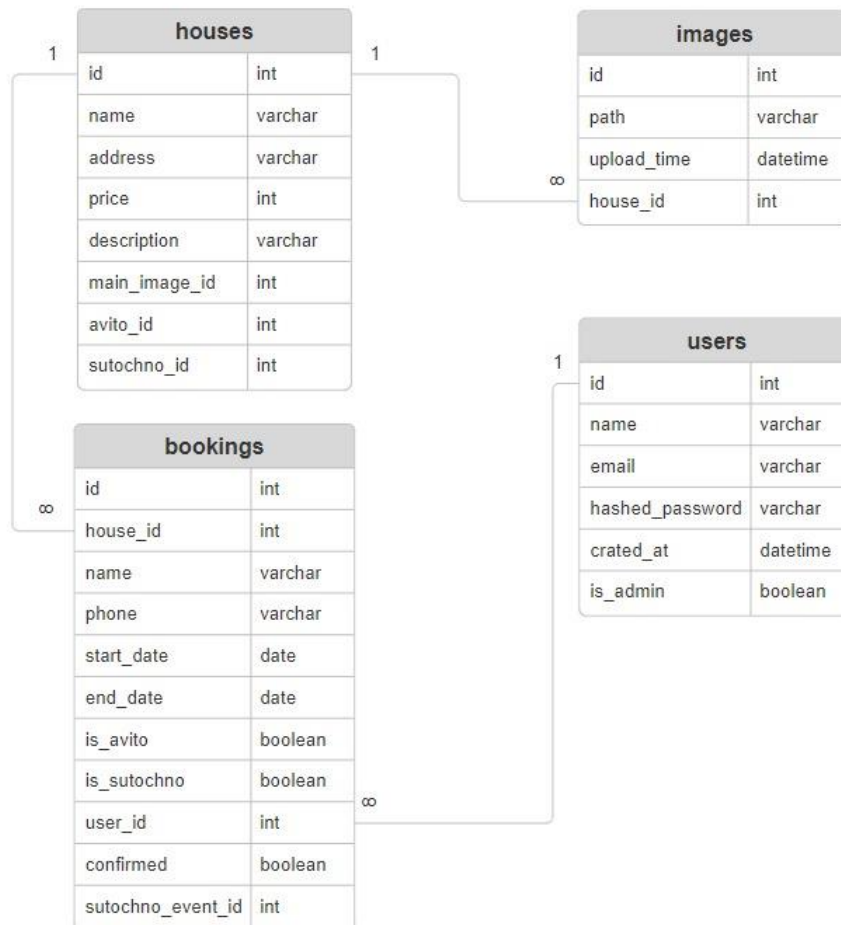 houses
1
1
id int
name varchar
address varchar
price int
description varchar
main_image_id int
avito_id int
sutochno_id int
images
id int
path varchar
upload_time datetime
∞
house_id int
users
1
id int
name varchar
email varchar
hashed_password varchar
crated_at datetime
is_admin boolean
bookings
id int
∞
house_id int
name varchar
phone varchar
start_date date
end_date date
is_avito boolean
is_sutochno boolean
∞
user_id int
confirmed boolean
sutochno_event_id int